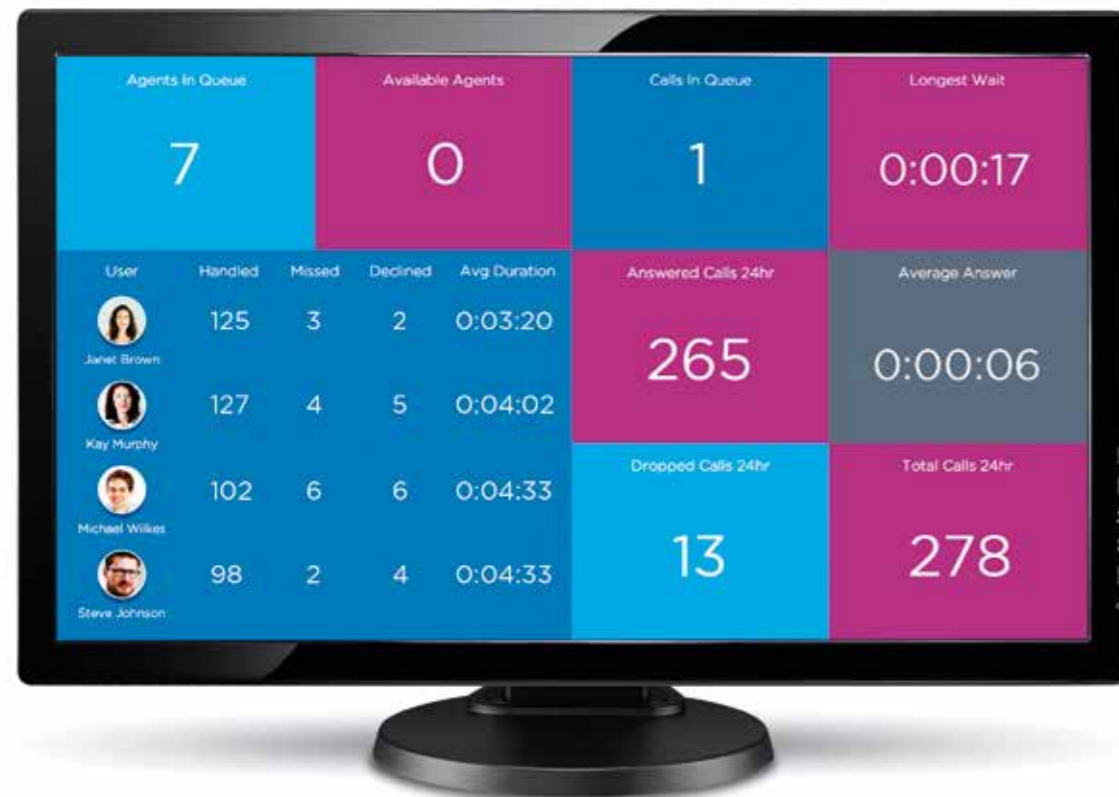 Agents In Queue
7
Available Agents
0
Calls In Queue
1
Longest Wait
0:00:17
User Handled Missed Declined Avg Duration
125 3 2 0:03:20
Janet Brown
127 4 5 0:04:02
Kay Murphy
102 6 6 0:04:33
Michael Wilkes
98 2 4 0:04:33
Steve Johnson
Answered Calls 24hr
265
Average Answer
0:00:06
Dropped Calls 24hr
13
Total Calls 24hr
278